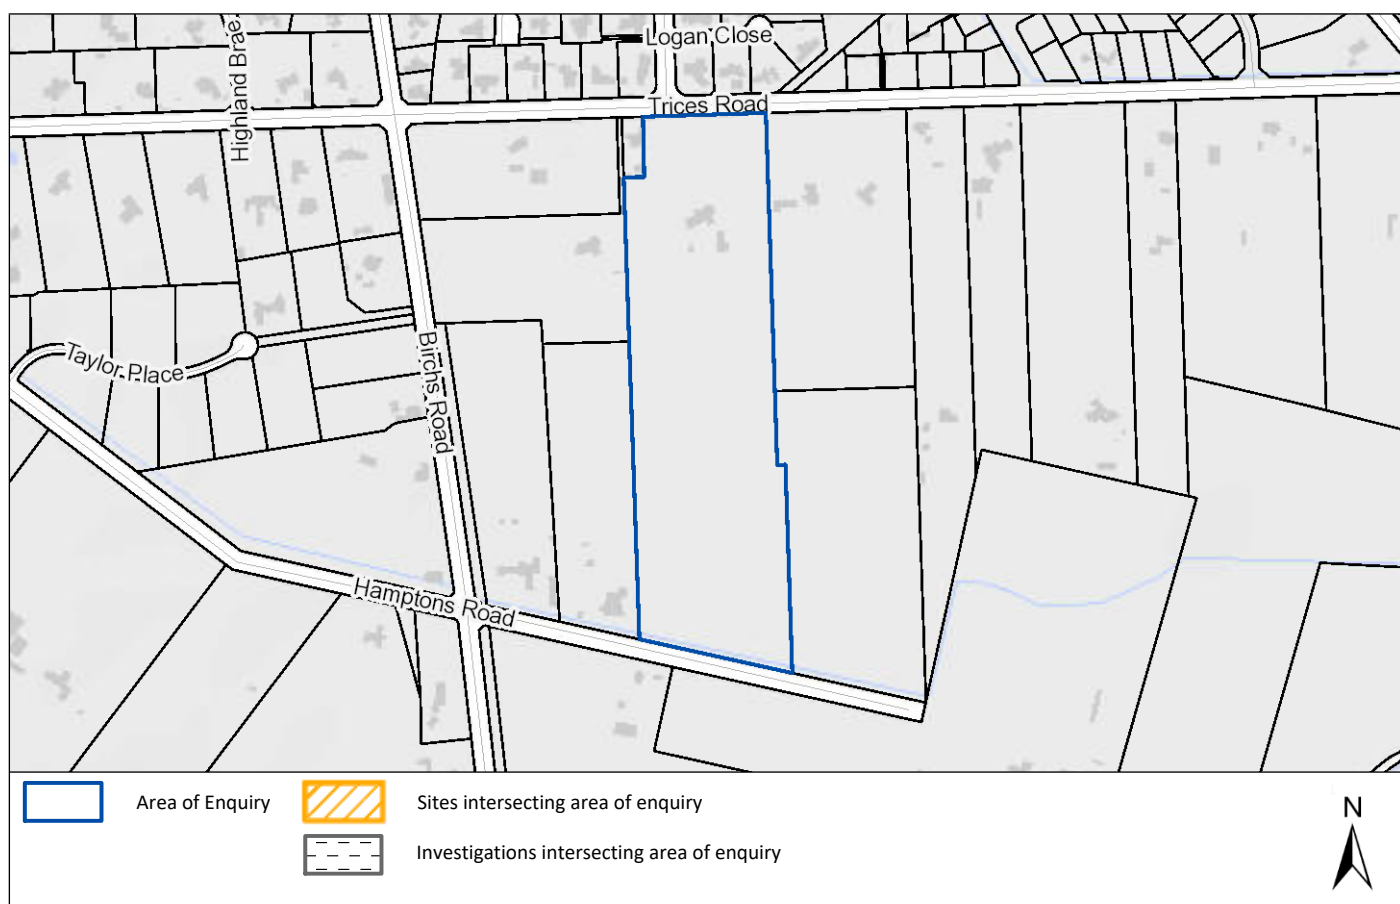 Logan Close
Highland Brae
Trices Road
Taylor Place
Birchs Road
Hamptons Road
Area of Enquiry
Sites intersecting area of enquiry
Investigations intersecting area of enquiry
N